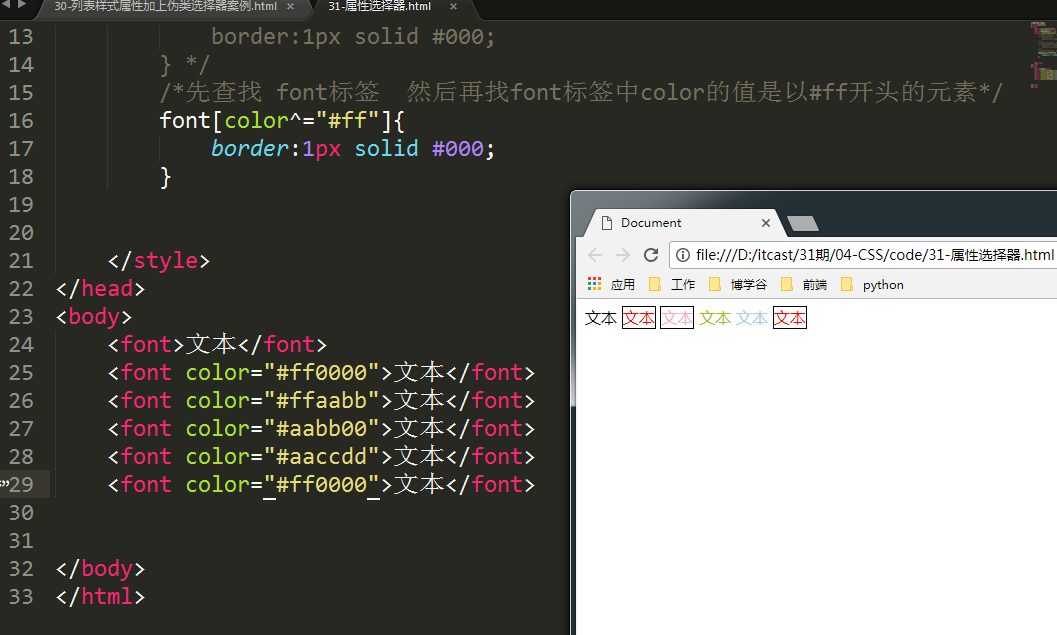 30-列表样式属性加上伪类选择器案例.html ×
31-属性选择器.html ×
13 border:1px solid #000;
14 } */
15 /*先查找 font标签 然后再找font标签中color的值是以#ff开头的元素*/
16 font[color^="#ff"]{
17 border:1px solid #000;
18 }
19
20
21 </style>
22 </head>
23 <body>
24 <font>文本</font>
25 <font color="#ff0000">文本</font>
26 <font color="#ffaabb">文本</font>
27 <font color="#aabb00">文本</font>
28 <font color="#aaccdd">文本</font>
29 <font color="#ff0000">文本</font>
30
31
32 </body>
33 </html>
Document ×
file:///D:/itcast/31期/04-CSS/code/31-属性选择器.html
应用 工作 博学谷 前端 python
文本 文本 文本 文本 文本 文本